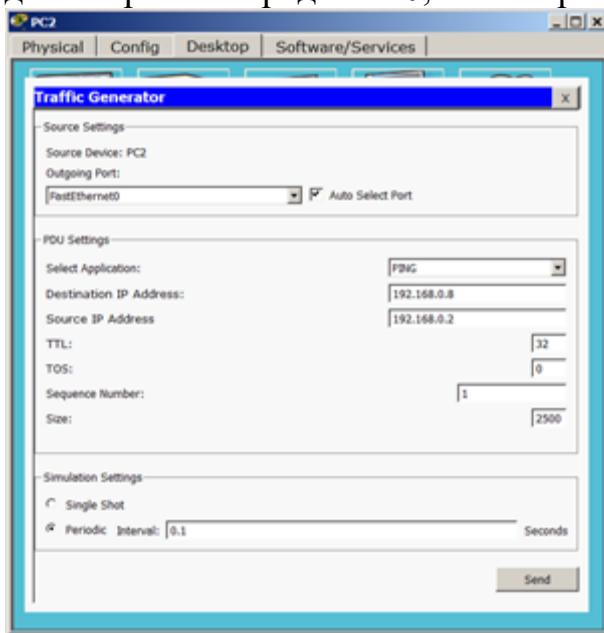 PC2
Physical Config Desktop Software/Services
Traffic Generator X
Source Settings
Source Device: PC2
Outgoing Port:
FastEthernet0 Auto Select Port
PDU Settings
Select Application: PING
Destination IP Address: 192.168.0.8
Source IP Address 192.168.0.2
TTL: 32
TOS: 0
Sequence Number: 1
Size: 2500
Simulation Settings
Single Shot
Periodic Interval: 0.1 Seconds
Send